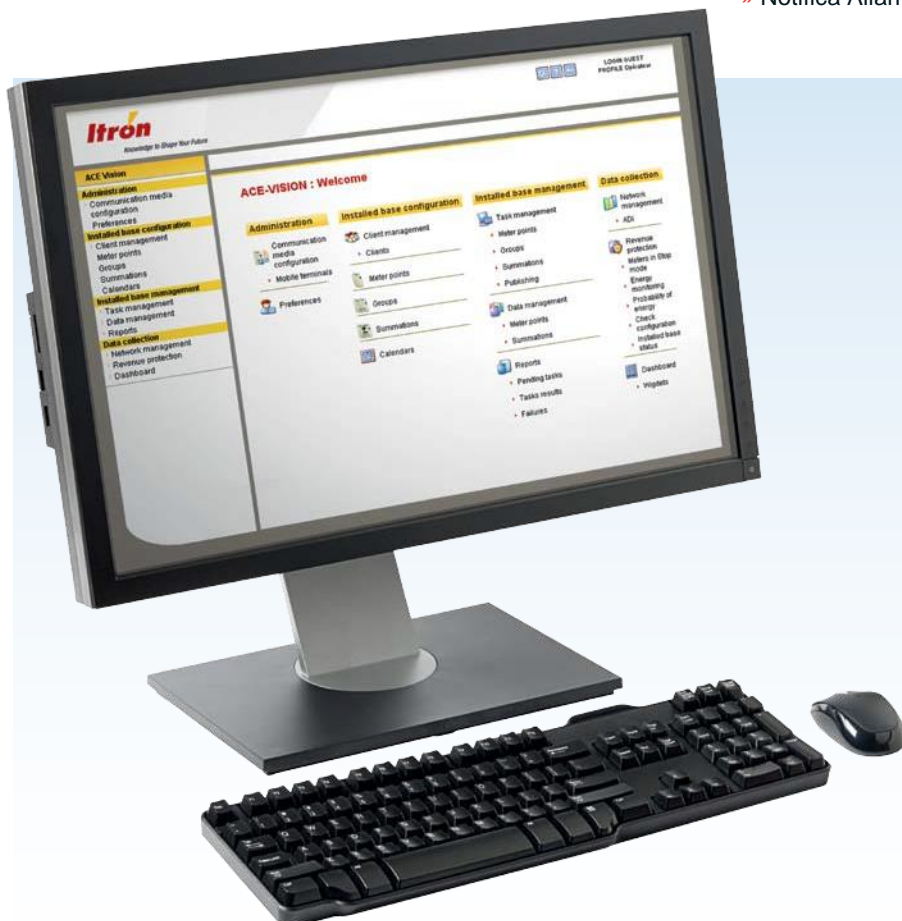 » Notifica Allar
LOGIN GUEST
PROFILE Opérateur
Itrón
Knowledge to Shape Your Future
ACE Vision
Administration
Communication media
configuration
Preferences
Installed base configuration
Client management
Meter points
Groups
Summations
Calendars
Installed base management
Task management
Data management
Reports
Data collection
Network management
Revenue protection
Dashboard
ACE-VISION : Welcome
Administration
Communication
media
configuration
Mobile terminals
Preferences
Installed base configuration
Client management
Clients
Meter points
Groups
Summations
Calendars
Installed base management
Task management
Meter points
Groups
Summations
Publishing
Data management
Meter points
Summations
Reports
Pending tasks
Tasks results
Failures
Data collection
Network
management
ADI
Revenue
protection
Meters in Stop
mode
Energy
monitoring
Probability of
energy
Check
configuration
Installed base
status
Dashboard